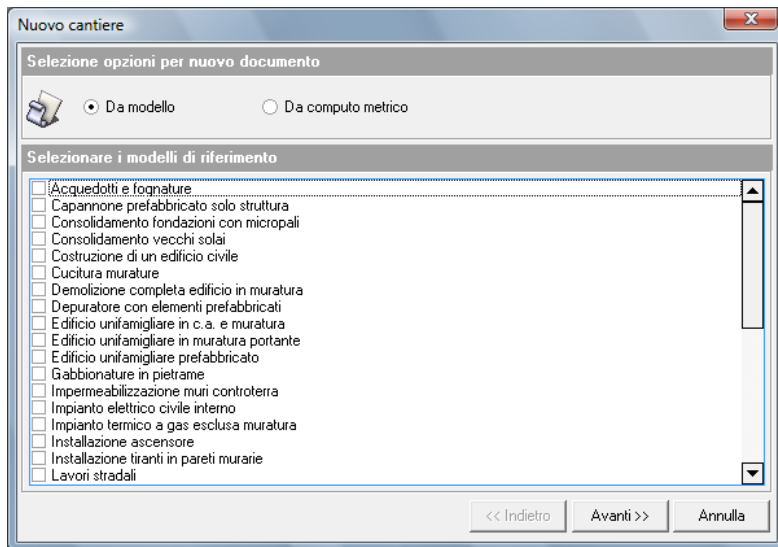 Nuovo cantiere
Selezione opzioni per nuovo documento
Da modello
Da computo metrico
Selezionare i modelli di riferimento
Acquedotti e fognature
Capannone prefabbricato solo struttura
Consolidamento fondazioni con micropali
Consolidamento vecchi solai
Costruzione di un edificio civile
Cucitura murature
Demolizione completa edificio in muratura
Depuratore con elementi prefabbricati
Edificio unifamigliare in c.a. e muratura
Edificio unifamigliare in muratura portante
Edificio unifamigliare prefabbricato
Gabbionature in pietrame
Impermeabilizzazione muri controterra
Impianto elettrico civile interno
Impianto termico a gas esclusa muratura
Installazione ascensore
Installazione tiranti in pareti murarie
Lavori stradali
<< Indietro
Avanti >>
Annulla